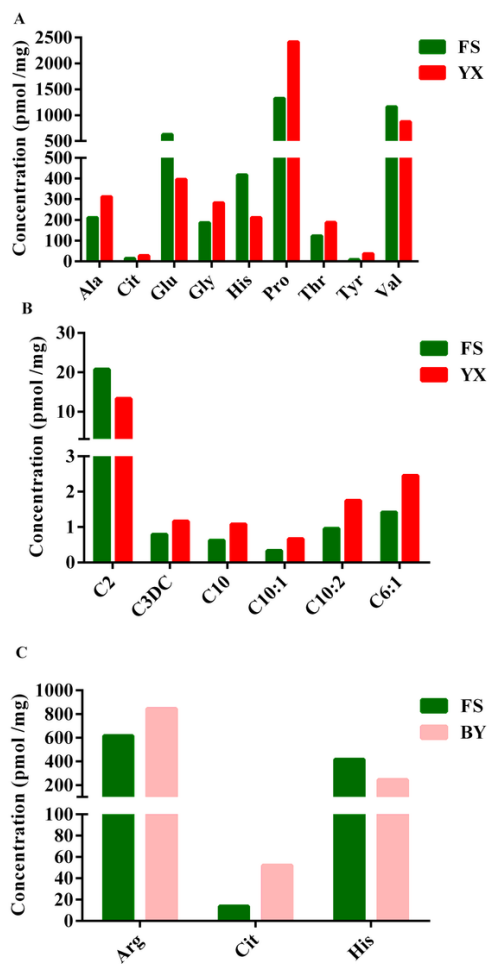 A
Concentration (pmol /mg)
2500
2000
1500
1000
500
500
400
300
200
100
0
Ala
Cit
Glu
Gly
His
Pro
Thr
Tyr
Val
FS
YX
B
Concentration (pmol /mg)
30
20
10
3
2
1
0
C2
C3DC
C10
C10:1
C10:2
C6:1
FS
YX
C
Concentration (pmol /mg)
1000
800
600
400
200
100
80
60
40
20
0
Arg
Cit
His
FS
BY